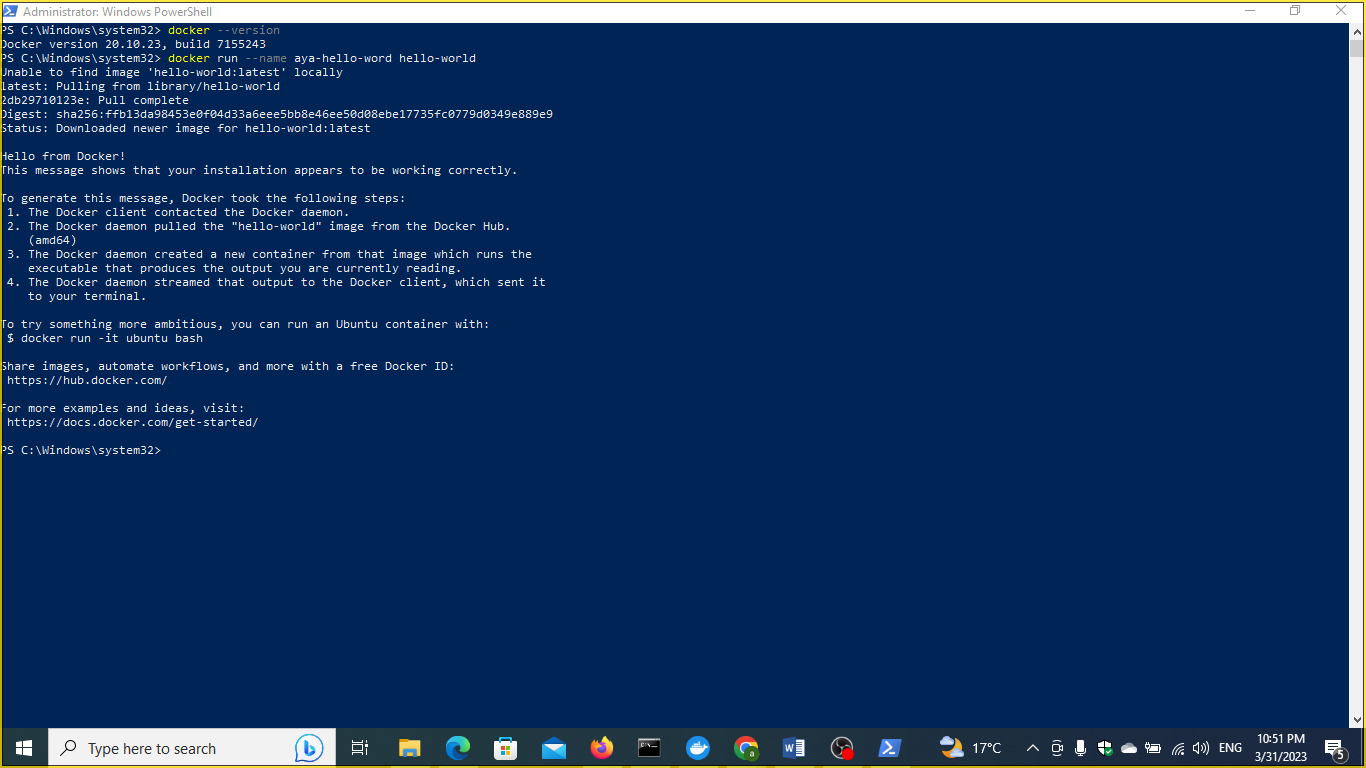 Administrator: Windows PowerShell
PS C:\Windows\system32> docker --version
Docker version 20.10.23, build 7155243
PS C:\Windows\system32> docker run --name aya-hello-word hello-world
Unable to find image 'hello-world:latest' locally
latest: Pulling from library/hello-world
2db29710123e: Pull complete
Digest: sha256:ffb13da98453e0f04d33a6eee5bb8e46ee50d08ebe17735fc0779d0349e889e9
Status: Downloaded newer image for hello-world:latest
Hello from Docker!
This message shows that your installation appears to be working correctly.
To generate this message, Docker took the following steps:
1. The Docker client contacted the Docker daemon.
2. The Docker daemon pulled the "hello-world" image from the Docker Hub.
(amd64)
3. The Docker daemon created a new container from that image which runs the
executable that produces the output you are currently reading.
4. The Docker daemon streamed that output to the Docker client, which sent it
to your terminal.
To try something more ambitious, you can run an Ubuntu container with:
$ docker run -it ubuntu bash
Share images, automate workflows, and more with a free Docker ID:
https://hub.docker.com/
For more examples and ideas, visit:
https://docs.docker.com/get-started/
PS C:\Windows\system32>
Type here to search
17°C
ENG
10:51 PM
3/31/2023
5